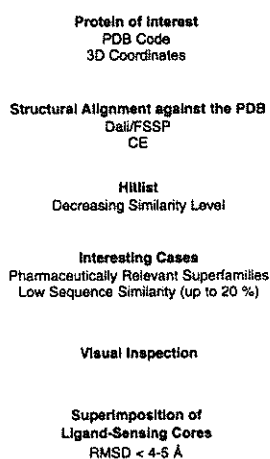 Protein of Interest
PDB Code
3D Coordinates
Structural Alignment against the PDB
Dali/FSSP
CE
Hitlist
Decreasing Similarity Level
Interesting Cases
Pharmaceutically Relevant Superfamilies
Low Sequence Similarity (up to 20 %)
Visual Inspection
Superimposition of
Ligand-Sensing Cores
RMSD < 4-5 Å